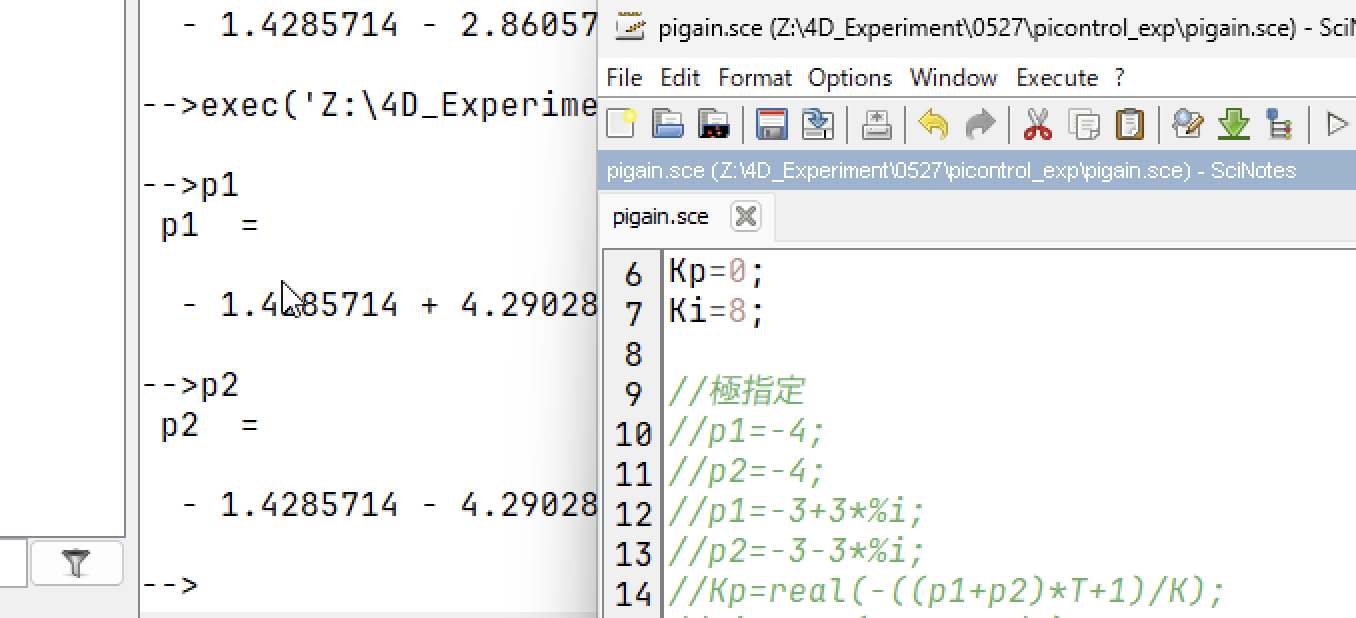 - 1.4285714 - 2.86057
-->exec('Z:\4D_Experime
-->p1
p1  =
- 1.4285714 + 4.29028
-->p2
p2  =
- 1.4285714 - 4.29028
-->
pigain.sce (Z:\4D_Experiment\0527\picontrol_exp\pigain.sce) - SciN
File Edit Format Options Window Execute ?
pigain.sce (Z:\4D_Experiment\0527\picontrol_exp\pigain.sce) - SciNotes
pigain.sce
6 Kp=0;
7 Ki=8;
8
9 //極指定
10 //p1=-4;
11 //p2=-4;
12 //p1=-3+3*%i;
13 //p2=-3-3*%i;
14 //Kp=real(-((p1+p2)*T+1)/K);